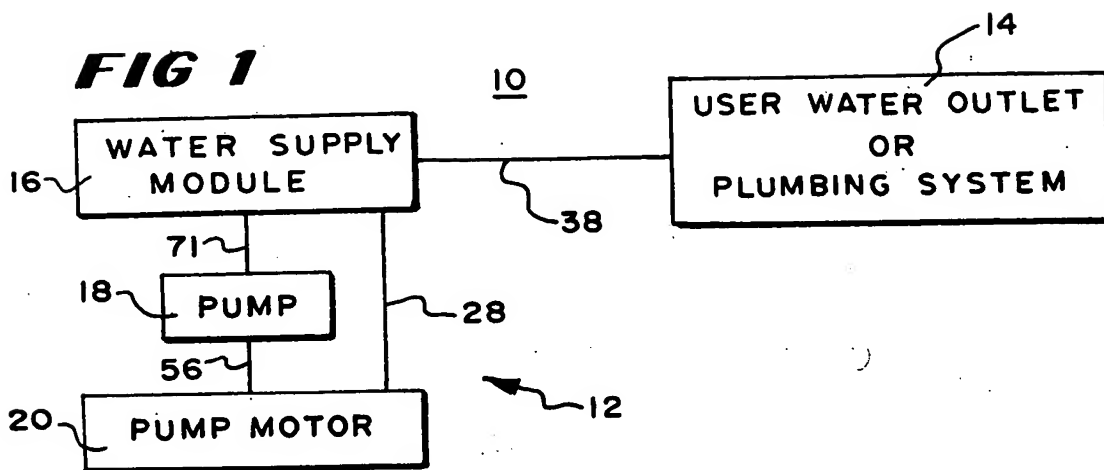 FIG 1
10
14
USER WATER OUTLET
OR
PLUMBING SYSTEM
WATER SUPPLY
MODULE
16
38
71
18
PUMP
28
56
12
20
PUMP MOTOR